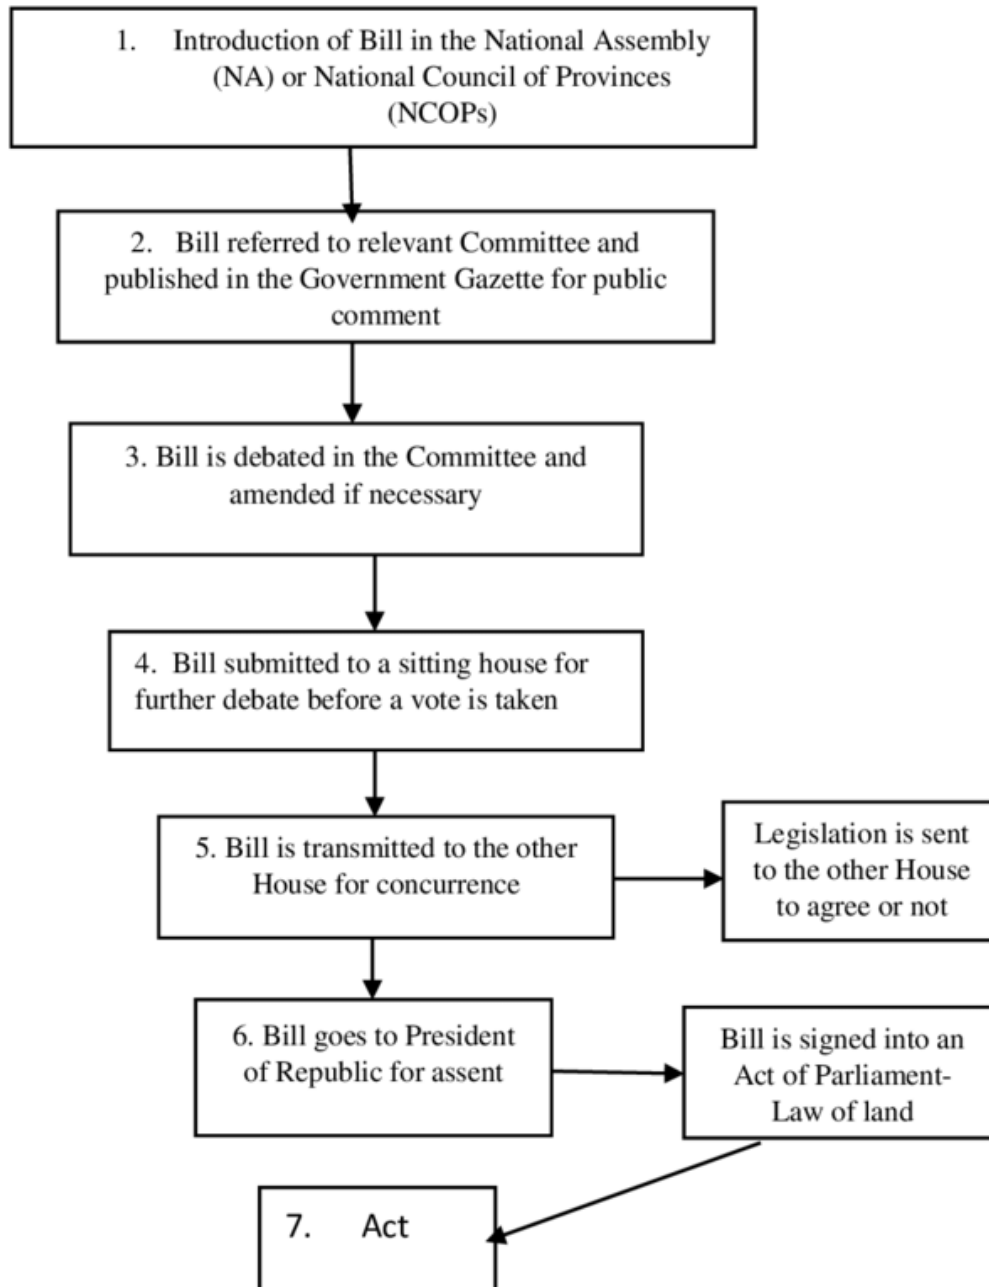 1. Introduction of Bill in the National Assembly
(NA) or National Council of Provinces
(NCOPs)
2. Bill referred to relevant Committee and
published in the Government Gazette for public
comment
3. Bill is debated in the Committee and
amended if necessary
4. Bill submitted to a sitting house for
further debate before a vote is taken
5. Bill is transmitted to the other
House for concurrence
Legislation is sent
to the other House
to agree or not
6. Bill goes to President
of Republic for assent
Bill is signed into an
Act of Parliament-
Law of land
7. Act